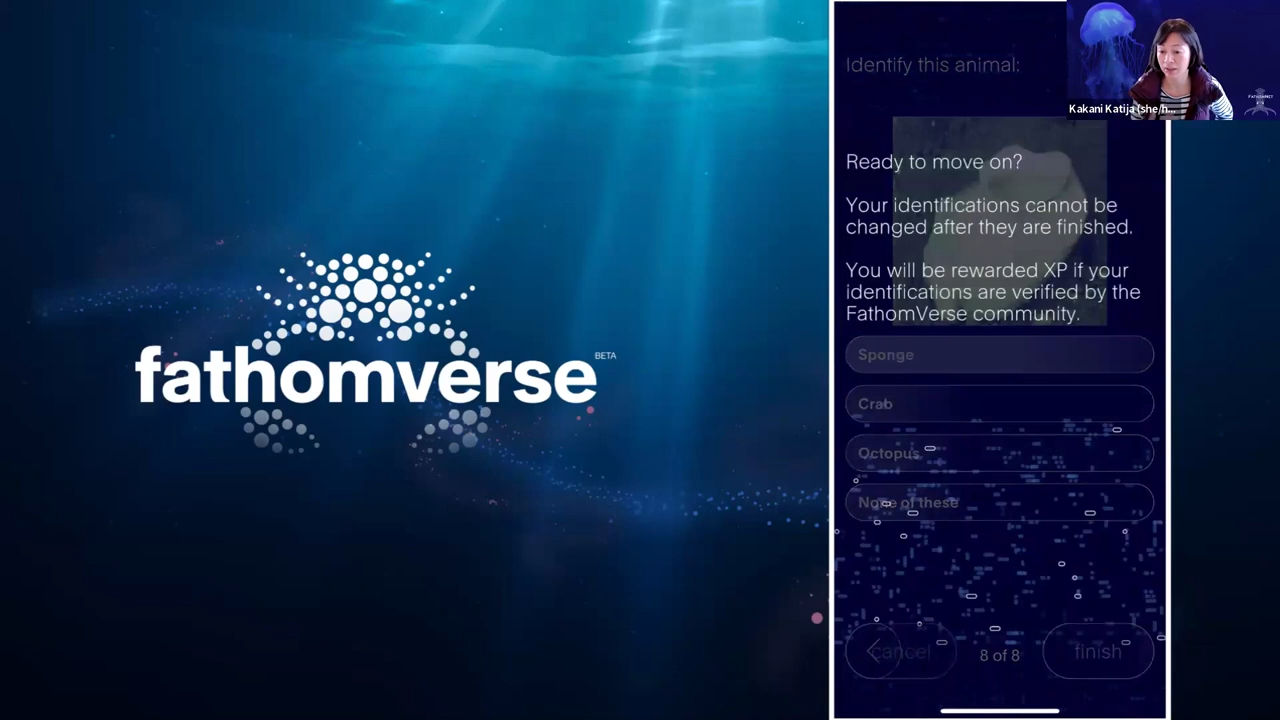 fathomverse
BETA
Identify this animal:
Ready to move on?
Your identifications cannot be
changed after they are finished.
You will be rewarded XP if your
identifications are verified by the
FathomVerse community.
Sponge
Crab
Octopus
None of these
cancel
8 of 8
finish
Kakani Katija (she/h...